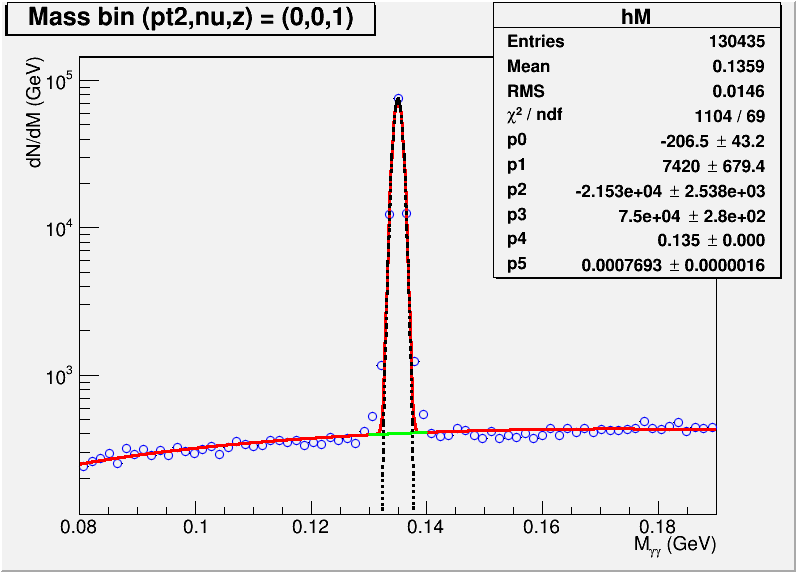 Mass bin (pt2,nu,z) = (0,0,1)
hM
Entries 130435
Mean 0.1359
RMS 0.0146
χ² / ndf 1104 / 69
p0 -206.5 ± 43.2
p1 7420 ± 679.4
p2 -2.153e+04 ± 2.538e+03
p3 7.5e+04 ± 2.8e+02
p4 0.135 ± 0.000
p5 0.0007693 ± 0.0000016
dN/dM (GeV)
10⁵
10⁴
10³
0.08 0.1 0.12 0.14 0.16 0.18
Mγγ (GeV)